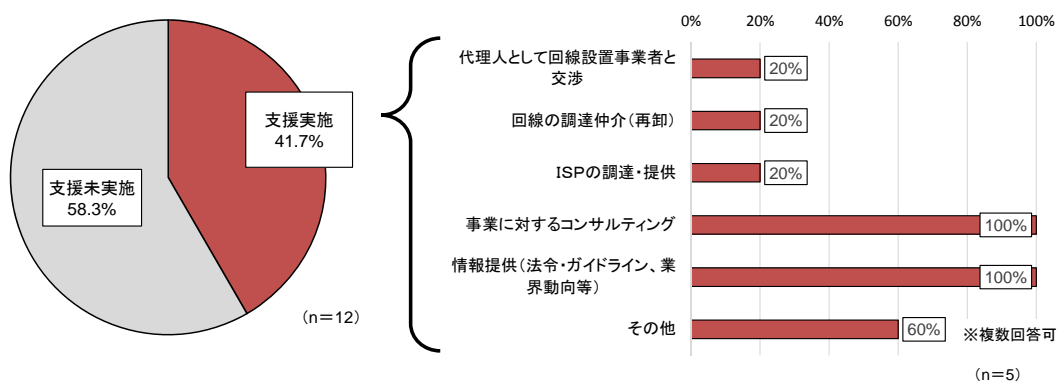 支援実施
41.7%
支援未実施
58.3%
(n=12)
0%
20%
40%
60%
80%
100%
代理人として回線設置事業者と
交渉
20%
回線の調達仲介(再卸)
20%
ISPの調達・提供
20%
事業に対するコンサルティング
100%
情報提供(法令・ガイドライン、業
界動向等)
100%
その他
60%
※複数回答可
(n=5)